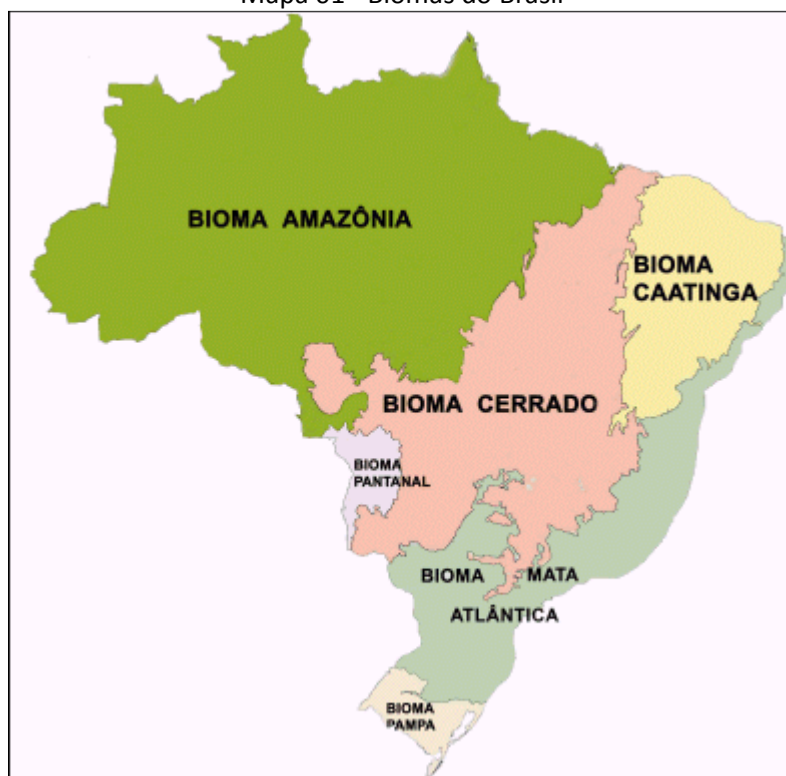 Mapa 01 - Biomas do Brasil
BIOMA AMAZÔNIA
BIOMA
CAATINGA
BIOMA CERRADO
BIOMA
PANTANAL
BIOMA MATA
ATLÂNTICA
BIOMA
PAMPA